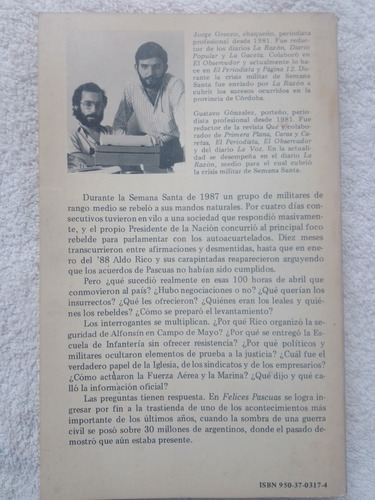 Jorge Grecco, chaqueño, periodista
profesional desde 1981. Fue redac-
tor de los diarios La Razón, Diario
Popular y La Gaceta. Colaboró en
El Observador y actualmente lo ha-
ce en El Periodista y Página 12. Du-
rante la crisis militar de Semana
Santa fue enviado por La Razón a
cubrir los sucesos ocurridos en la
provincia de Córdoba.
Gustavo González, porteño, perio-
dista profesional desde 1981. Fue
redactor de la revista Qué y colabo-
rador de Primera Plana, Caras y Ca-
retas, El Periodista, El Observador
y del diario La Voz. En la actuali-
dad se desempeña en el diario La
Razón, medio para el cual cubrió
la crisis militar de Semana Santa.
Durante la Semana Santa de 1987 un grupo de militares de
rango medio se rebeló a sus mandos naturales. Por cuatro días con-
secutivos tuvieron en vilo a una sociedad que respondió masivamen-
te, y el propio Presidente de la Nación concurrió al principal foco
rebelde para parlamentar con los autoacuartelados. Diez meses
transcurrieron entre afirmaciones y desmentidas, hasta que en ene-
ro del '88 Aldo Rico y sus carapintadas reaparecieron arguyendo
que los acuerdos de Pascuas no habían sido cumplidos.
Pero ¿qué sucedió realmente en esas 100 horas de abril que
conmovieron al país? ¿Hubo negociaciones o no? ¿Qué querían los
insurrectos? ¿Qué les ofrecieron? ¿Quiénes eran los leales y quié-
nes los rebeldes? ¿Cómo se preparó el levantamiento?
Los interrogantes se multiplican. ¿Por qué Rico organizó la se-
guridad de Alfonsín en Campo de Mayo? ¿Por qué se entregó la Es-
cuela de Infantería sin ofrecer resistencia? ¿Por qué políticos y
militares ocultaron elementos de prueba a la justicia? ¿Cuál fue el
verdadero papel de la Iglesia, de los sindicatos y de los empresarios?
¿Cómo actuaron la Fuerza Aérea y la Marina? ¿Qué dijo y qué ca-
lló la información oficial?
Las preguntas tienen respuesta. En Felices Pascuas se logra in-
gresar por fin a la trastienda de uno de los acontecimientos más
importante de los últimos años, cuando la sombra de una guerra
civil se posó sobre 30 millones de argentinos, donde el pasado de-
mostró que aún estaba presente.
ISBN 950-37-0317-4